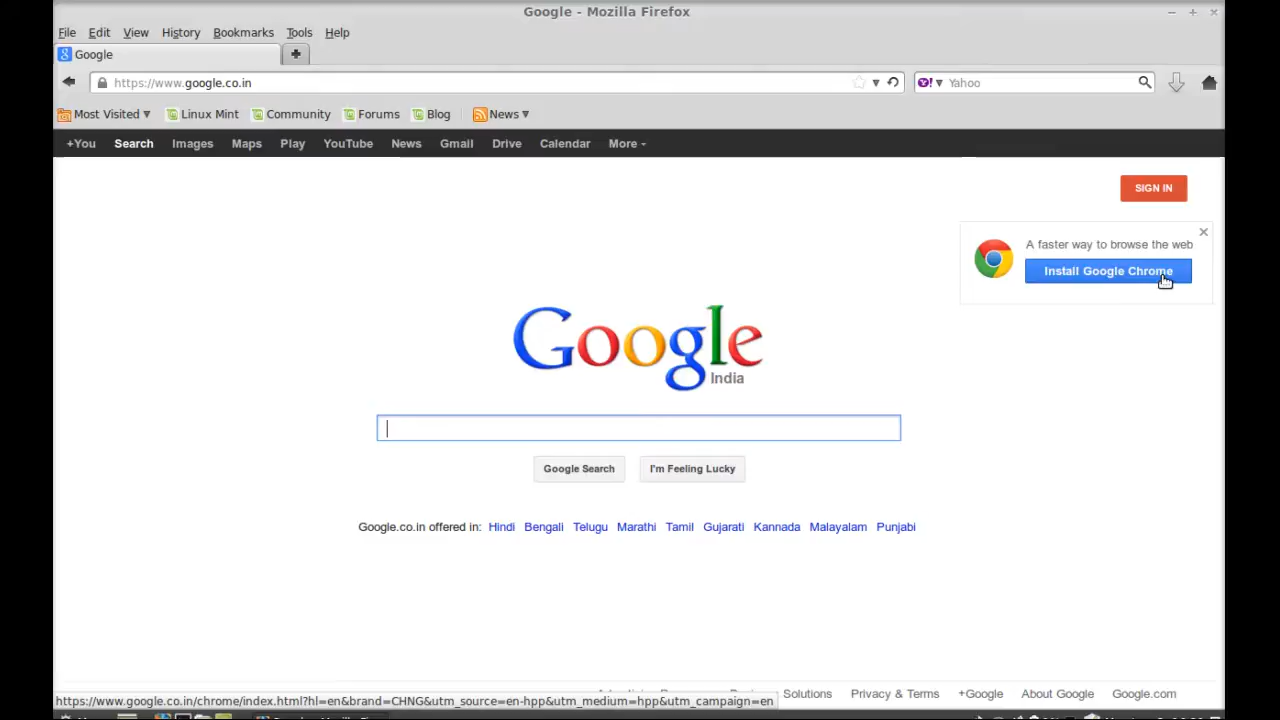 Google - Mozilla Firefox
File Edit View History Bookmarks Tools Help
Google
https://www.google.co.in
Yahoo
Most Visited Linux Mint Community Forums Blog News
+You Search Images Maps Play YouTube News Gmail Drive Calendar More
SIGN IN
A faster way to browse the web
Install Google Chrome
Google
India
Google Search I'm Feeling Lucky
Google.co.in offered in: Hindi Bengali Telugu Marathi Tamil Gujarati Kannada Malayalam Punjabi
Solutions Privacy & Terms +Google About Google Google.com
https://www.google.co.in/chrome/index.html?hl=en&brand=CHNG&utm_source=en-hpp&utm_medium=hpp&utm_campaign=en